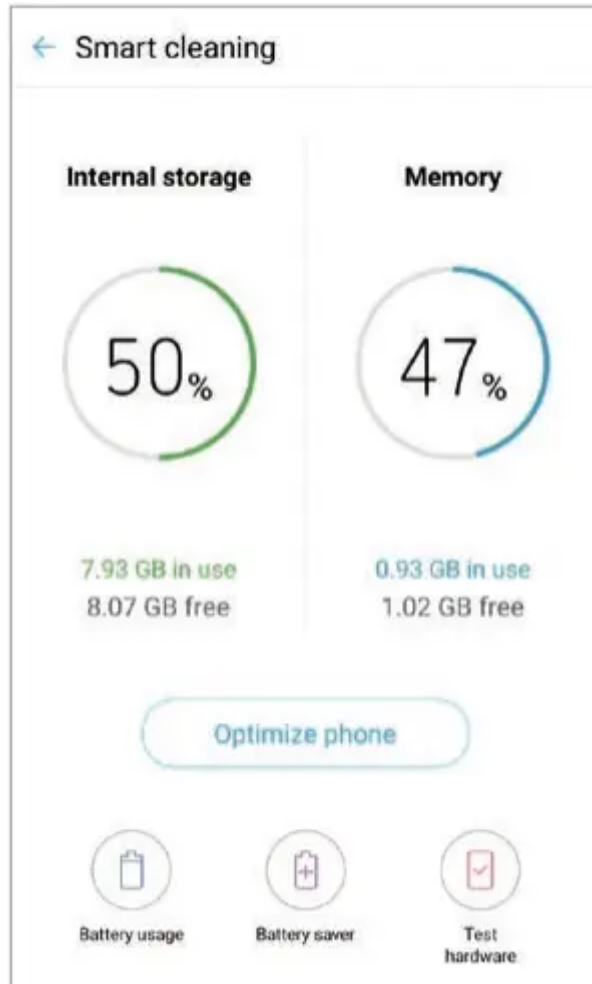 Smart cleaning
Internal storage
Memory
50%
47%
7.93 GB in use
8.07 GB free
0.93 GB in use
1.02 GB free
Optimize phone
Battery usage
Battery saver
Test
hardware